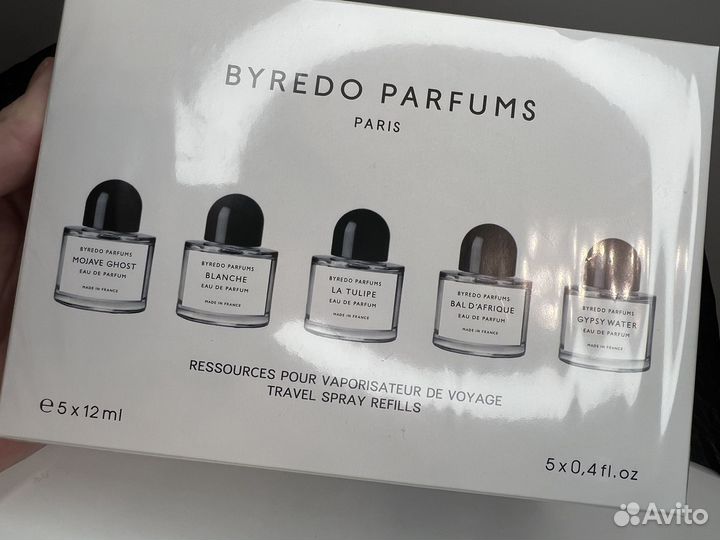 BYREDO PARFUMS
PARIS
BYREDO PARFUMS
MOJAVE GHOST
EAU DE PARFUM
MADE IN FRANCE
BYREDO PARFUMS
BLANCHE
EAU DE PARFUM
MADE IN FRANCE
BYREDO PARFUMS
LA TULIPE
EAU DE PARFUM
MADE IN FRANCE
BYREDO PARFUMS
BAL D'AFRIQUE
EAU DE PARFUM
MADE IN FRANCE
BYREDO PARFUMS
GYPSY WATER
EAU DE PARFUM
MADE IN FRANCE
RESSOURCES POUR VAPORISATEUR DE VOYAGE
TRAVEL SPRAY REFILLS
e 5 x 12 ml
5 x 0,4 fl.oz
Avito